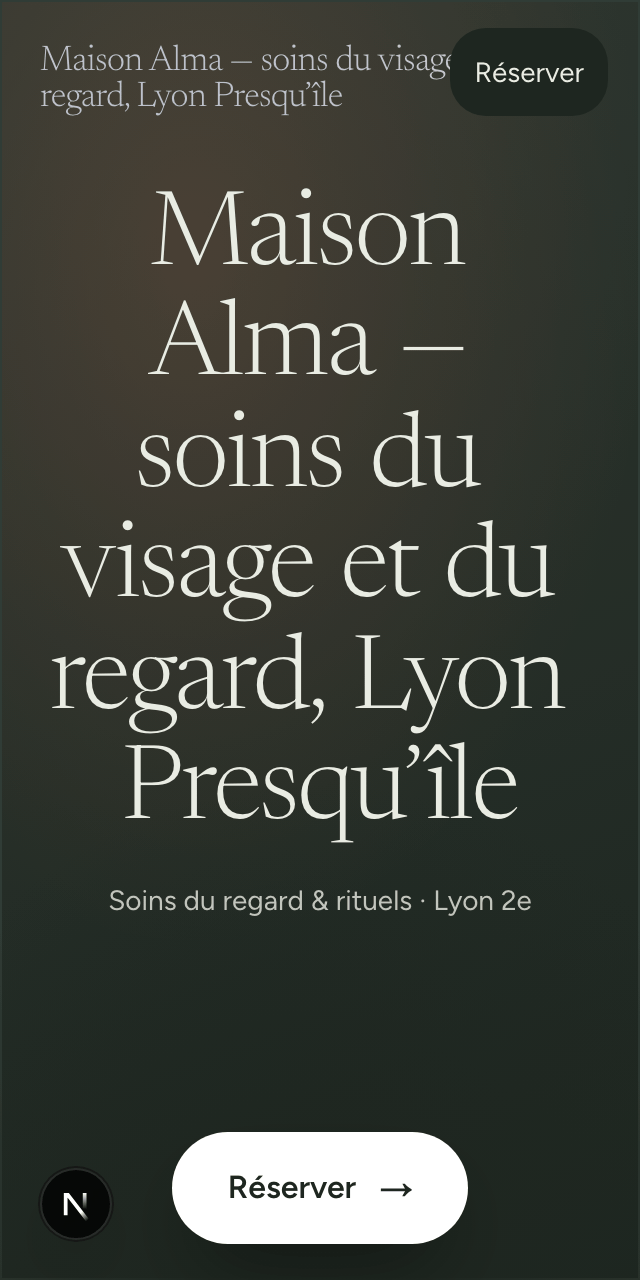 Maison Alma — soins du visage
regard, Lyon Presqu’île
Réserver
Maison
Alma —
soins du
visage et du
regard, Lyon
Presqu’île
Soins du regard & rituels · Lyon 2e
Réserver →
N